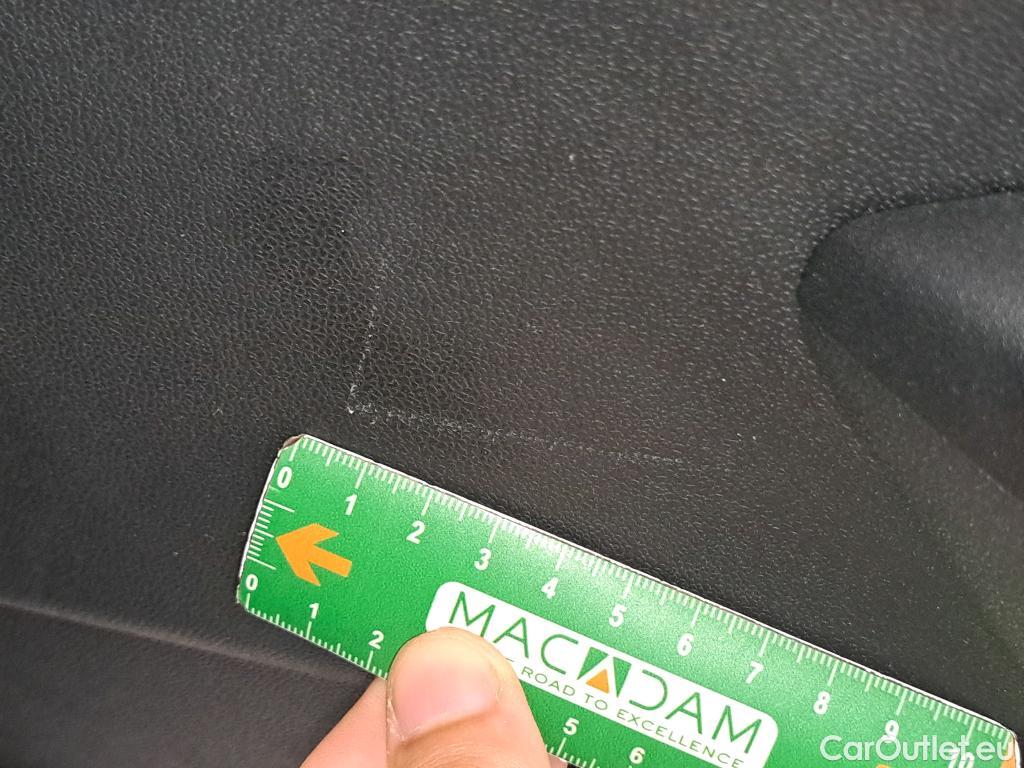 0 1 2 3 4 5 6 7 8 9 10
0 1 2 5 6
MACADAM
ROAD TO EXCELLENCE
CarOutlet.eu